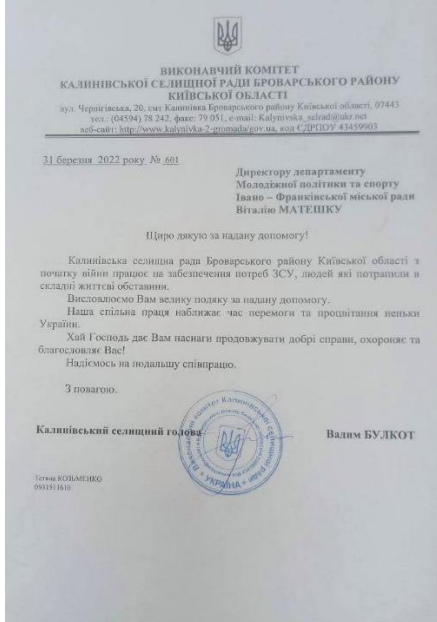 ВИКОНАВЧИЙ КОМІТЕТ
КАЛИНІВСЬКОЇ СЕЛИЩНОЇ РАДИ БРОВАРСЬКОГО РАЙОНУ
КИЇВСЬКОЇ ОБЛАСТІ
вул. Чернігівська, 20, смт Калинівка Броварського району Київської області, 07443
тел.: (04594) 78 242, факс: 79 051, e-mail: Kalynivska_selrad@ukr.net
веб-сайт: http://www.kalynivka-2-gromada/gov.ua, код ЄДРПОУ 43459903
31 березня 2022 року № 601
Директору департаменту
Молодіжної політики та спорту
Івано – Франківської міської ради
Віталію МАТЕШКУ
Щиро дякую за надану допомогу!
Калинівська селищна рада Броварського району Київської області з
початку війни працює на забезпечення потреб ЗСУ, людей які потрапили в
складні життєві обставини.
Висловлюємо Вам велику подяку за надану допомогу.
Наша спільна праця наближає час перемоги та процвітання неньки
України.
Хай Господь дає Вам наснаги продовжувати добрі справи, охороняє та
благословляє Вас!
Надіємось на подальшу співпрацю.
З повагою.
Калинівський селищний голова
Вадим БУЛКОТ
Тетяна КОЗЬМЕНКО
УКРАЇНА